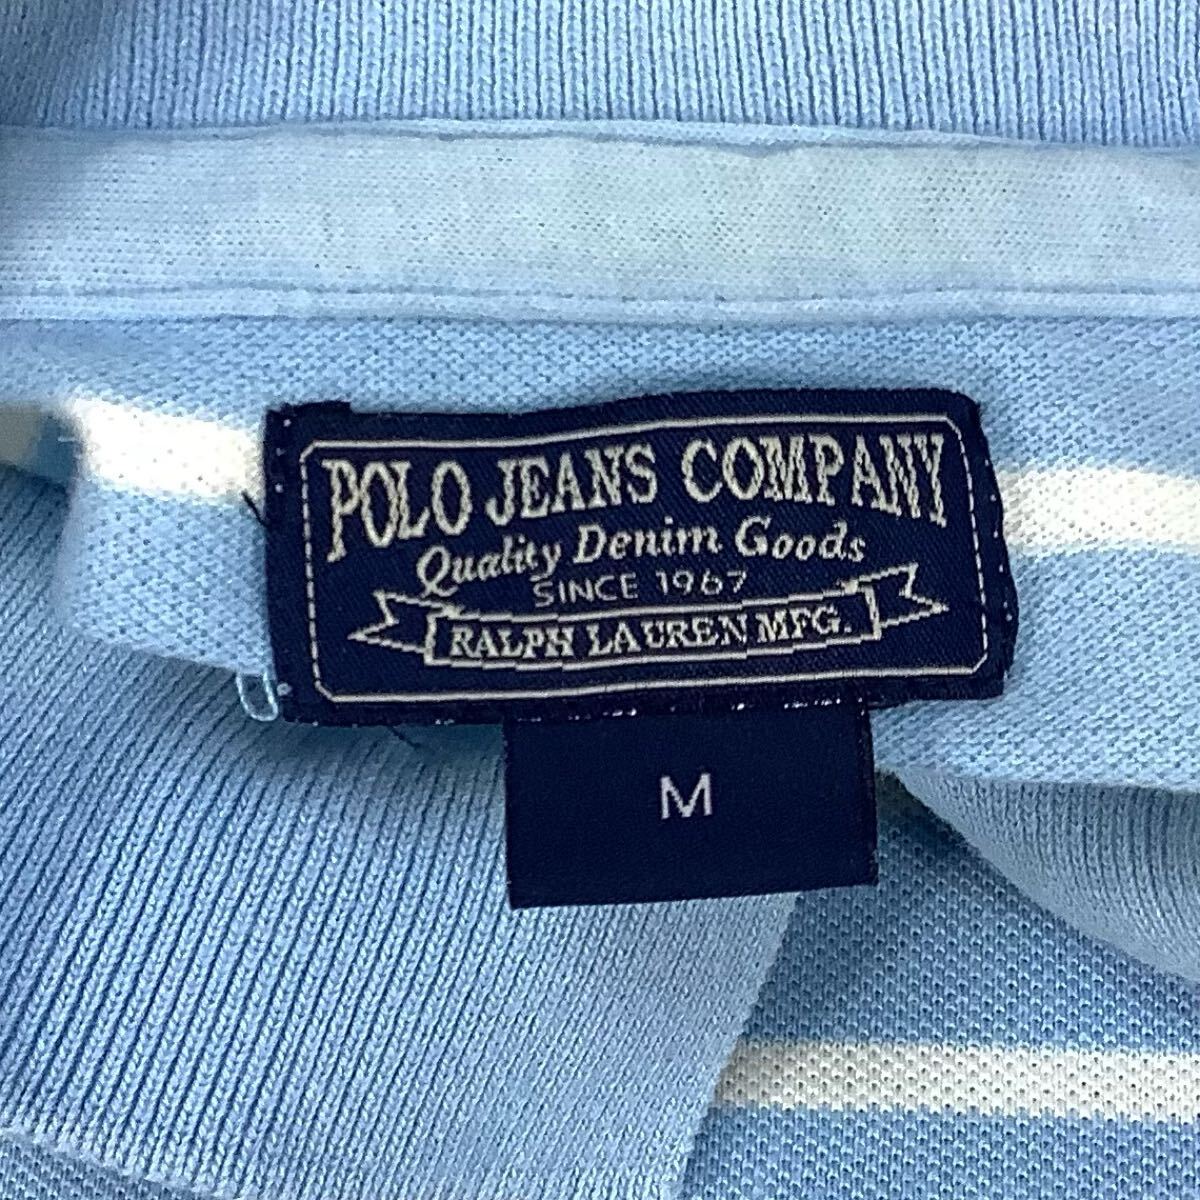 POLO JEANS COMPANY
Quality Denim Goods
SINCE 1967
RALPH LAUREN MFG.
M